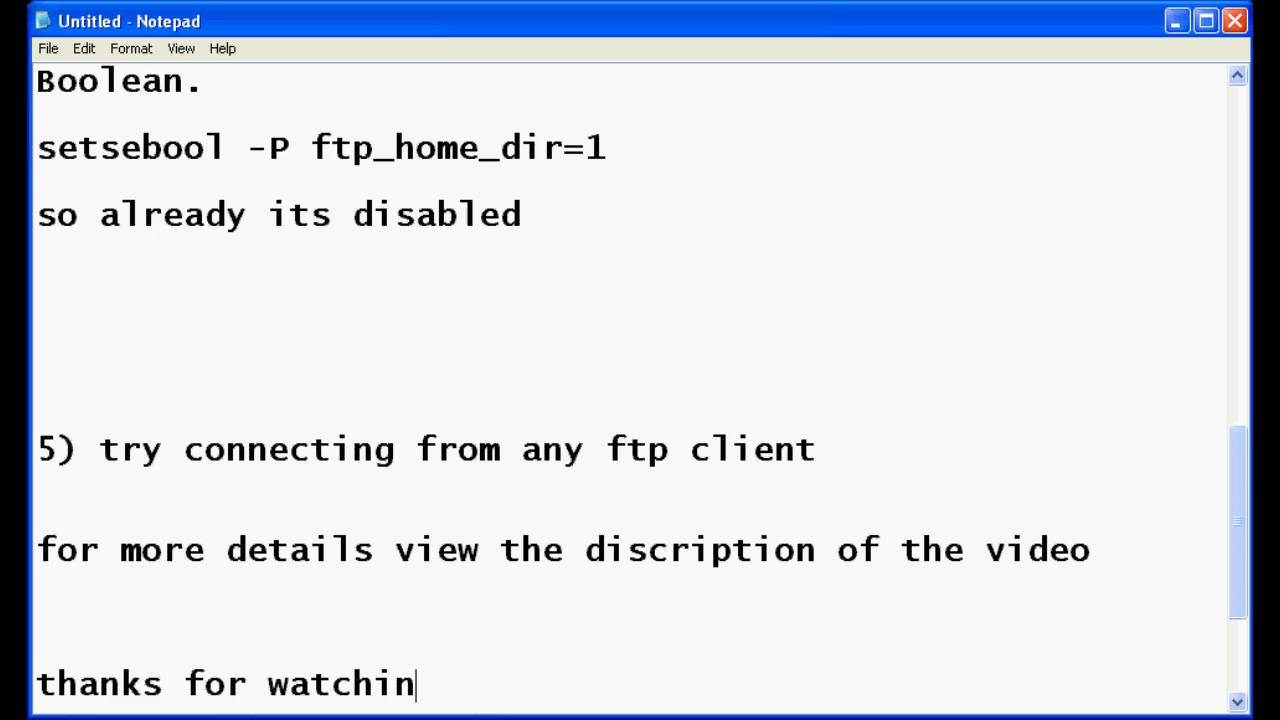 Untitled - Notepad
File Edit Format View Help
Boolean.
setsebool -P ftp_home_dir=1
so already its disabled
5) try connecting from any ftp client
for more details view the discription of the video
thanks for watchin